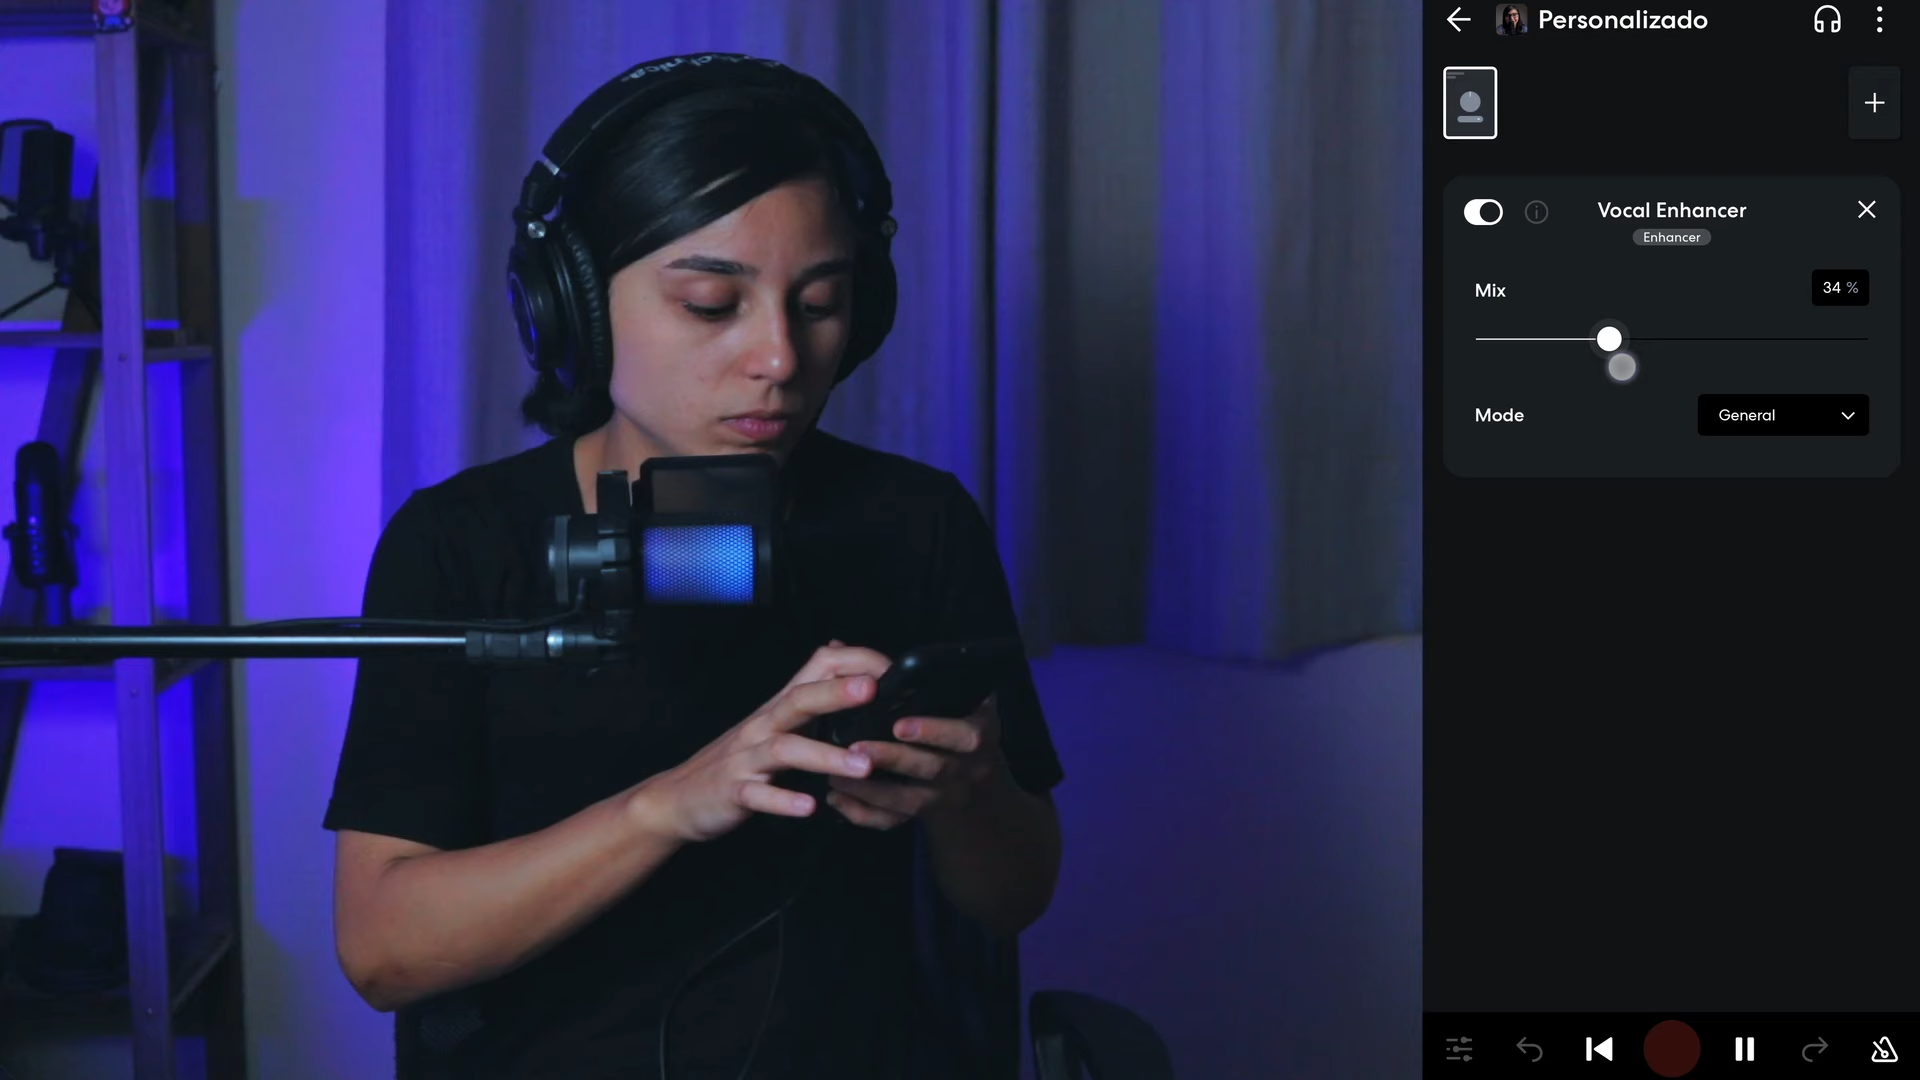 Personalizado
Vocal Enhancer
Enhancer
Mix
34 %
Mode
General